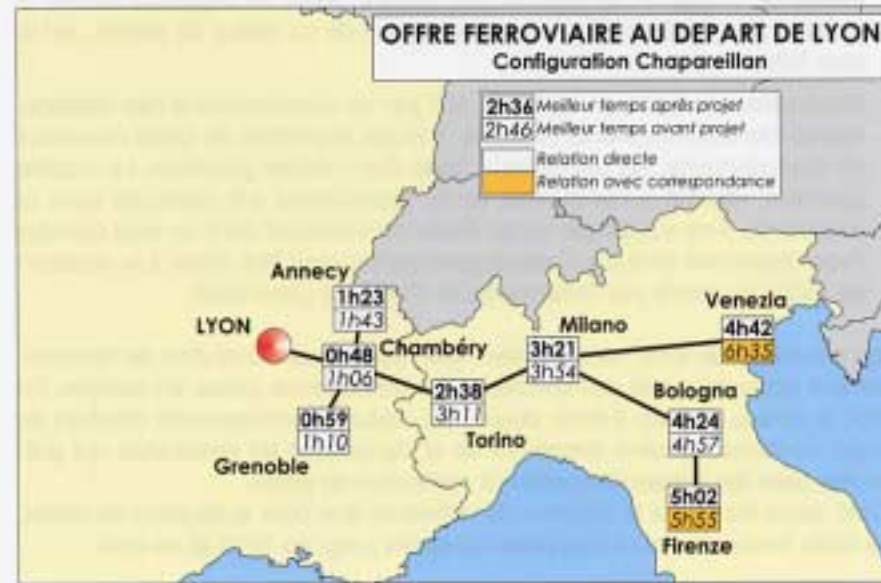 OFFRE FERROVIAIRE AU DEPART DE LYON
Configuration Chapareillan
2h36 Meilleur temps après projet
2h46 Meilleur temps avant projet
Relation directe
Relation avec correspondance
Annecy
1h23
1h43
LYON
0h48 Chambéry
1h06
0h59
1h10
Grenoble
2h38
3h11
Torino
Milano
3h21
3h54
Venezia
4h42
6h35
Bologna
4h24
4h57
5h02
5h55
Firenze